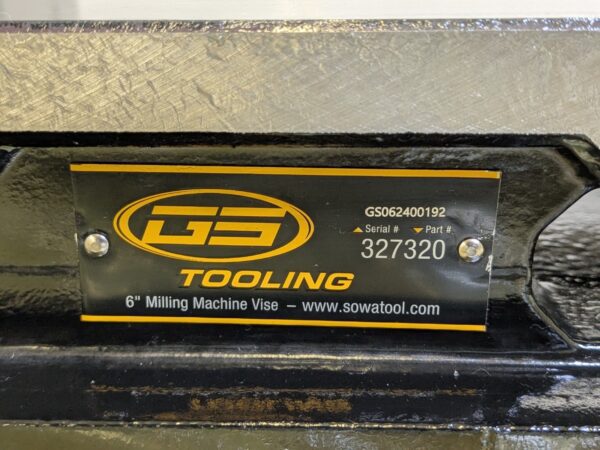 GS
TOOLING
GS062400192
▲ Serial # ▼ Part #
327320
6" Milling Machine Vise – www.sowatool.com